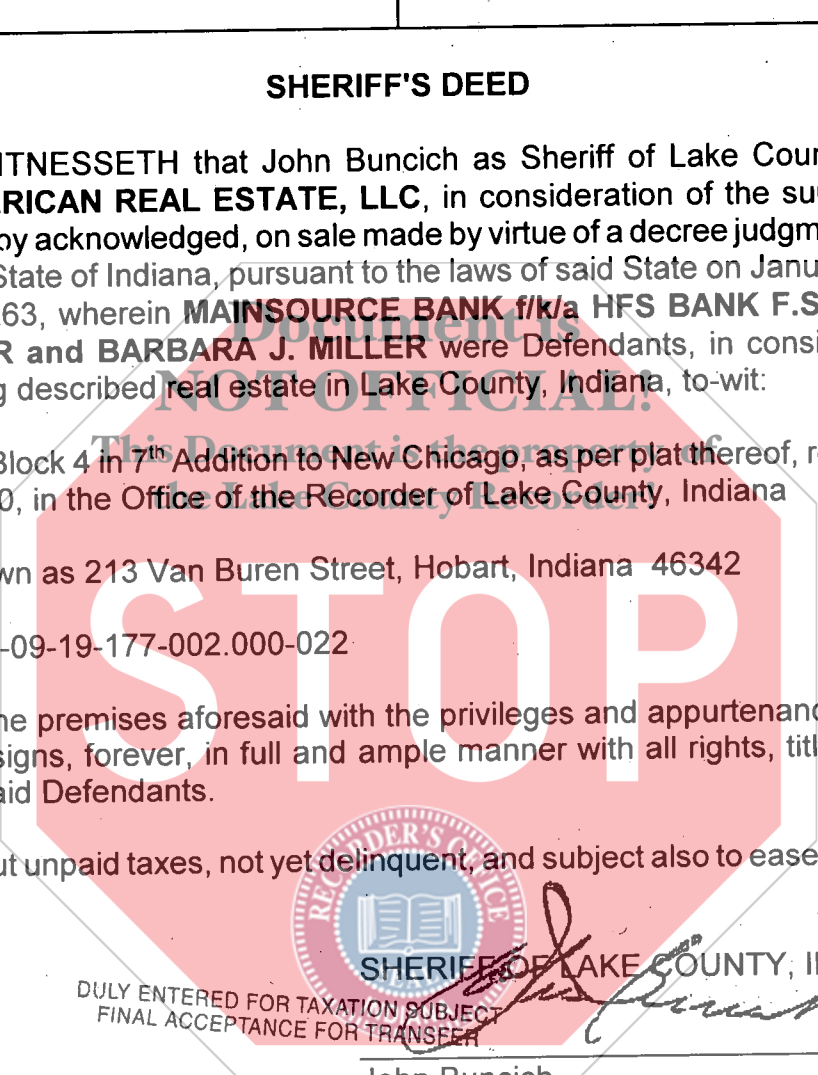 SHERIFF'S DEED
ITNESSETH that John Buncich as Sheriff of Lake Coun
ERICAN REAL ESTATE, LLC, in consideration of the su
by acknowledged, on sale made by virtue of a decree judgm
State of Indiana, pursuant to the laws of said State on Janu
63, wherein MAINSOURCE BANK f/k/a HFS BANK F.S
R and BARBARA J. MILLER were Defendants, in consi
g described real estate in Lake County, Indiana, to-wit:
Document is
NOT OFFICIAL!
This Document is the property of
the Lake County Recorder!
Block 4 in 7th Addition to New Chicago, as per plat thereof, r
0, in the Office of the Recorder of Lake County, Indiana
wn as 213 Van Buren Street, Hobart, Indiana 46342
-09-19-177-002.000-022
STOP
he premises aforesaid with the privileges and appurtenanc
signs, forever, in full and ample manner with all rights, titl
aid Defendants.
ut unpaid taxes, not yet delinquent, and subject also to ease
RECORDER'S OFFICE
SHERIFF OF LAKE COUNTY, I
DULY ENTERED FOR TAXATION SUBJECT
FINAL ACCEPTANCE FOR TRANSFER
John Buncich